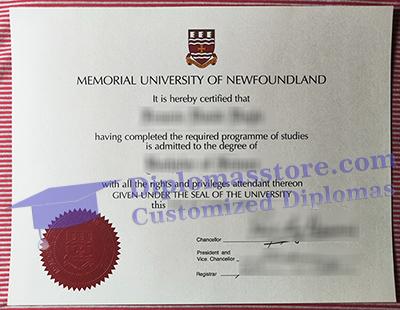 MEMORIAL UNIVERSITY OF NEWFOUNDLAND
It is hereby certified that
having completed the required programme of studies
is admitted to the degree of
Diplomasstore.com
with all the rights and privileges attendant thereon
Customized Diplomas
GIVEN UNDER THE SEAL OF THE UNIVERSITY
this
Chancellor
President and
Vice. Chancellor
Registrar